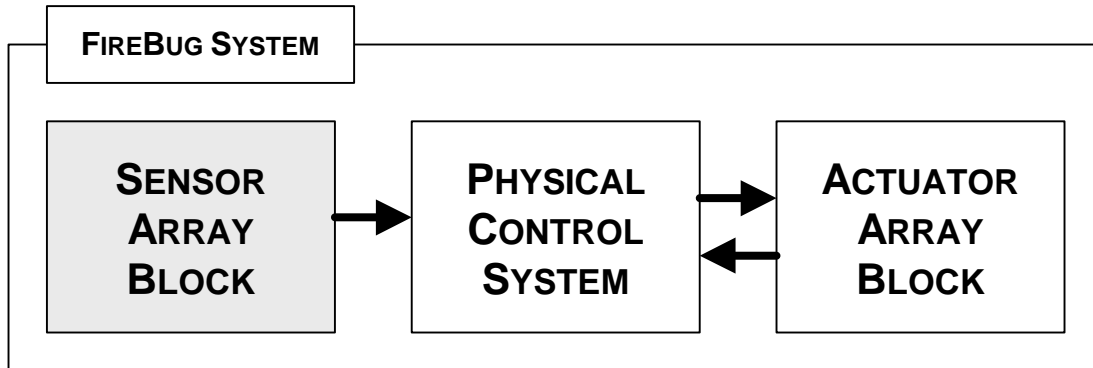 FIREBUG SYSTEM
SENSOR
ARRAY
BLOCK
PHYSICAL
CONTROL
SYSTEM
ACTUATOR
ARRAY
BLOCK